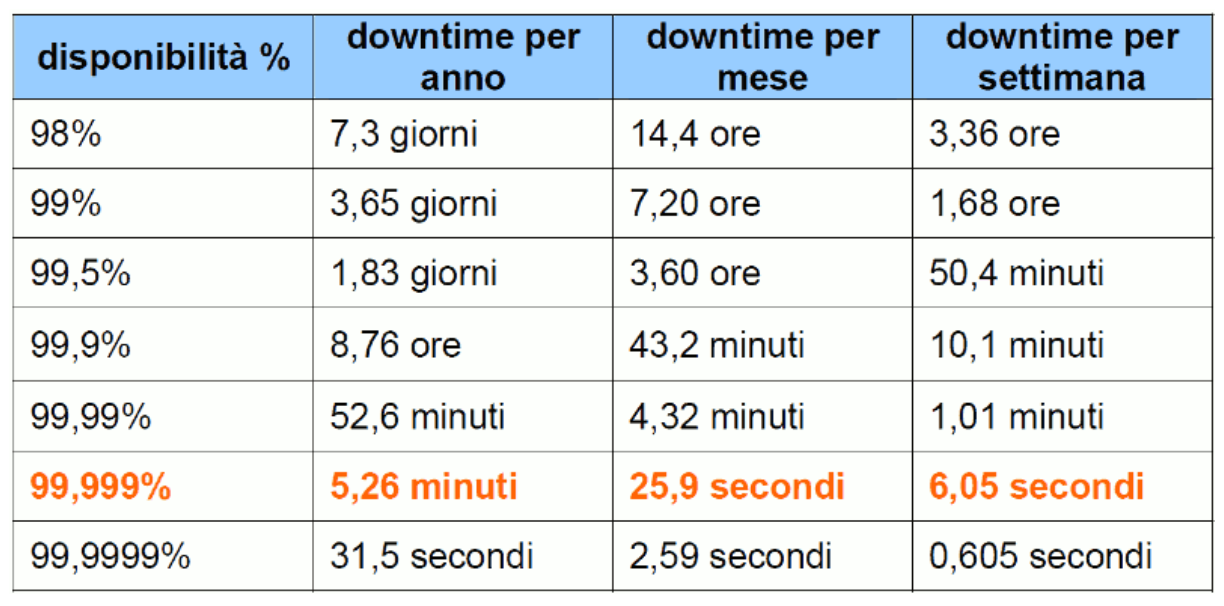 disponibilità % downtime per anno downtime per mese downtime per settimana
98% 7,3 giorni 14,4 ore 3,36 ore
99% 3,65 giorni 7,20 ore 1,68 ore
99,5% 1,83 giorni 3,60 ore 50,4 minuti
99,9% 8,76 ore 43,2 minuti 10,1 minuti
99,99% 52,6 minuti 4,32 minuti 1,01 minuti
99,999% 5,26 minuti 25,9 secondi 6,05 secondi
99,9999% 31,5 secondi 2,59 secondi 0,605 secondi